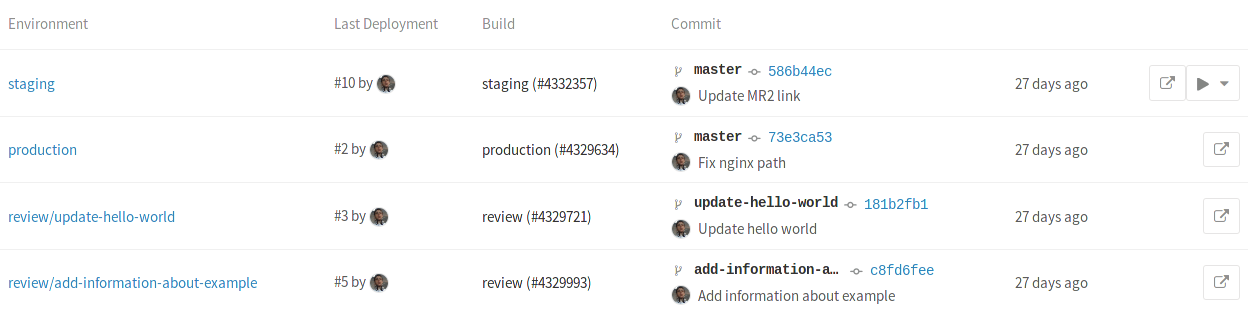 Environment Last Deployment Build Commit
staging #10 by staging (#4332357) master 586b44ec 27 days ago
Update MR2 link
production #2 by production (#4329634) master 73e3ca53 27 days ago
Fix nginx path
review/update-hello-world #3 by review (#4329721) update-hello-world 181b2fb1 27 days ago
Update hello world
review/add-information-about-example #5 by review (#4329993) add-information-a… c8fd6fee 27 days ago
Add information about example